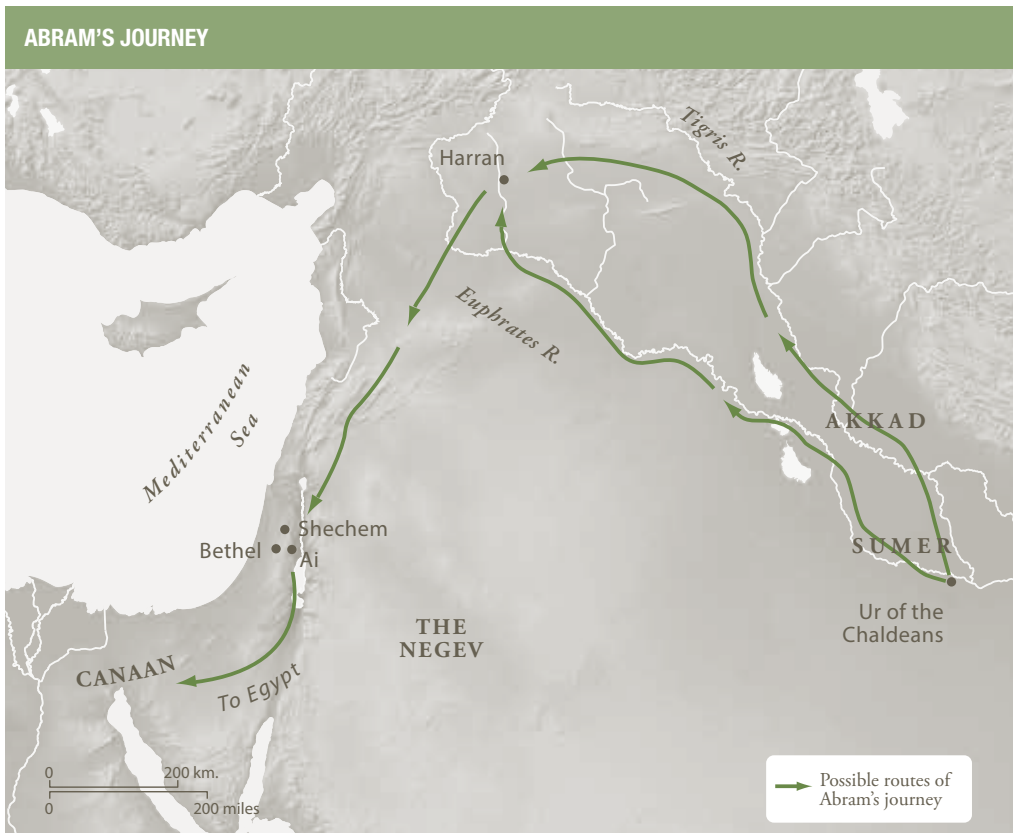 ABRAM'S JOURNEY
Tigris R.
Harran
Euphrates R.
Mediterranean
Sea
AKKAD
Shechem
Bethel
Ai
SUMER
Ur of the
Chaldeans
THE
NEGEV
CANAAN
To Egypt
0 200 km.
0 200 miles
Possible routes of
Abram's journey